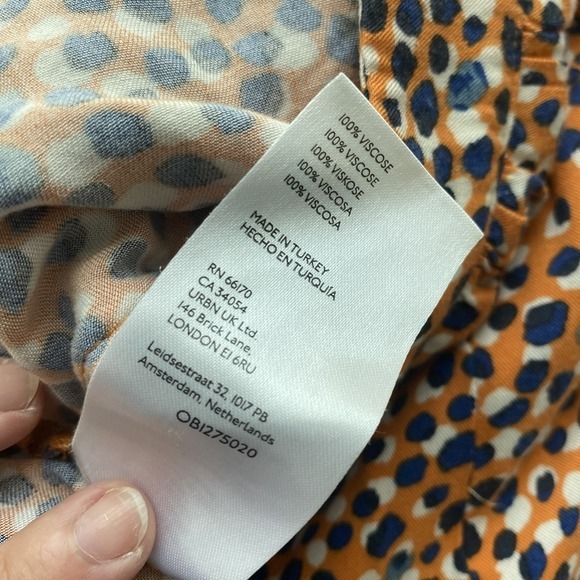 100% VISCOSE
100% VISCOSE
100% VISKOSE
100% VISCOSA
100% VISCOSA
MADE IN TURKEY
HECHO EN TURQUÍA
RN 66170
CA 34054
URBN UK Ltd.
146 Brick Lane,
LONDON E1 6RU
Leidsestraat 32, 1017 PB
Amsterdam, Netherlands
OB1275020